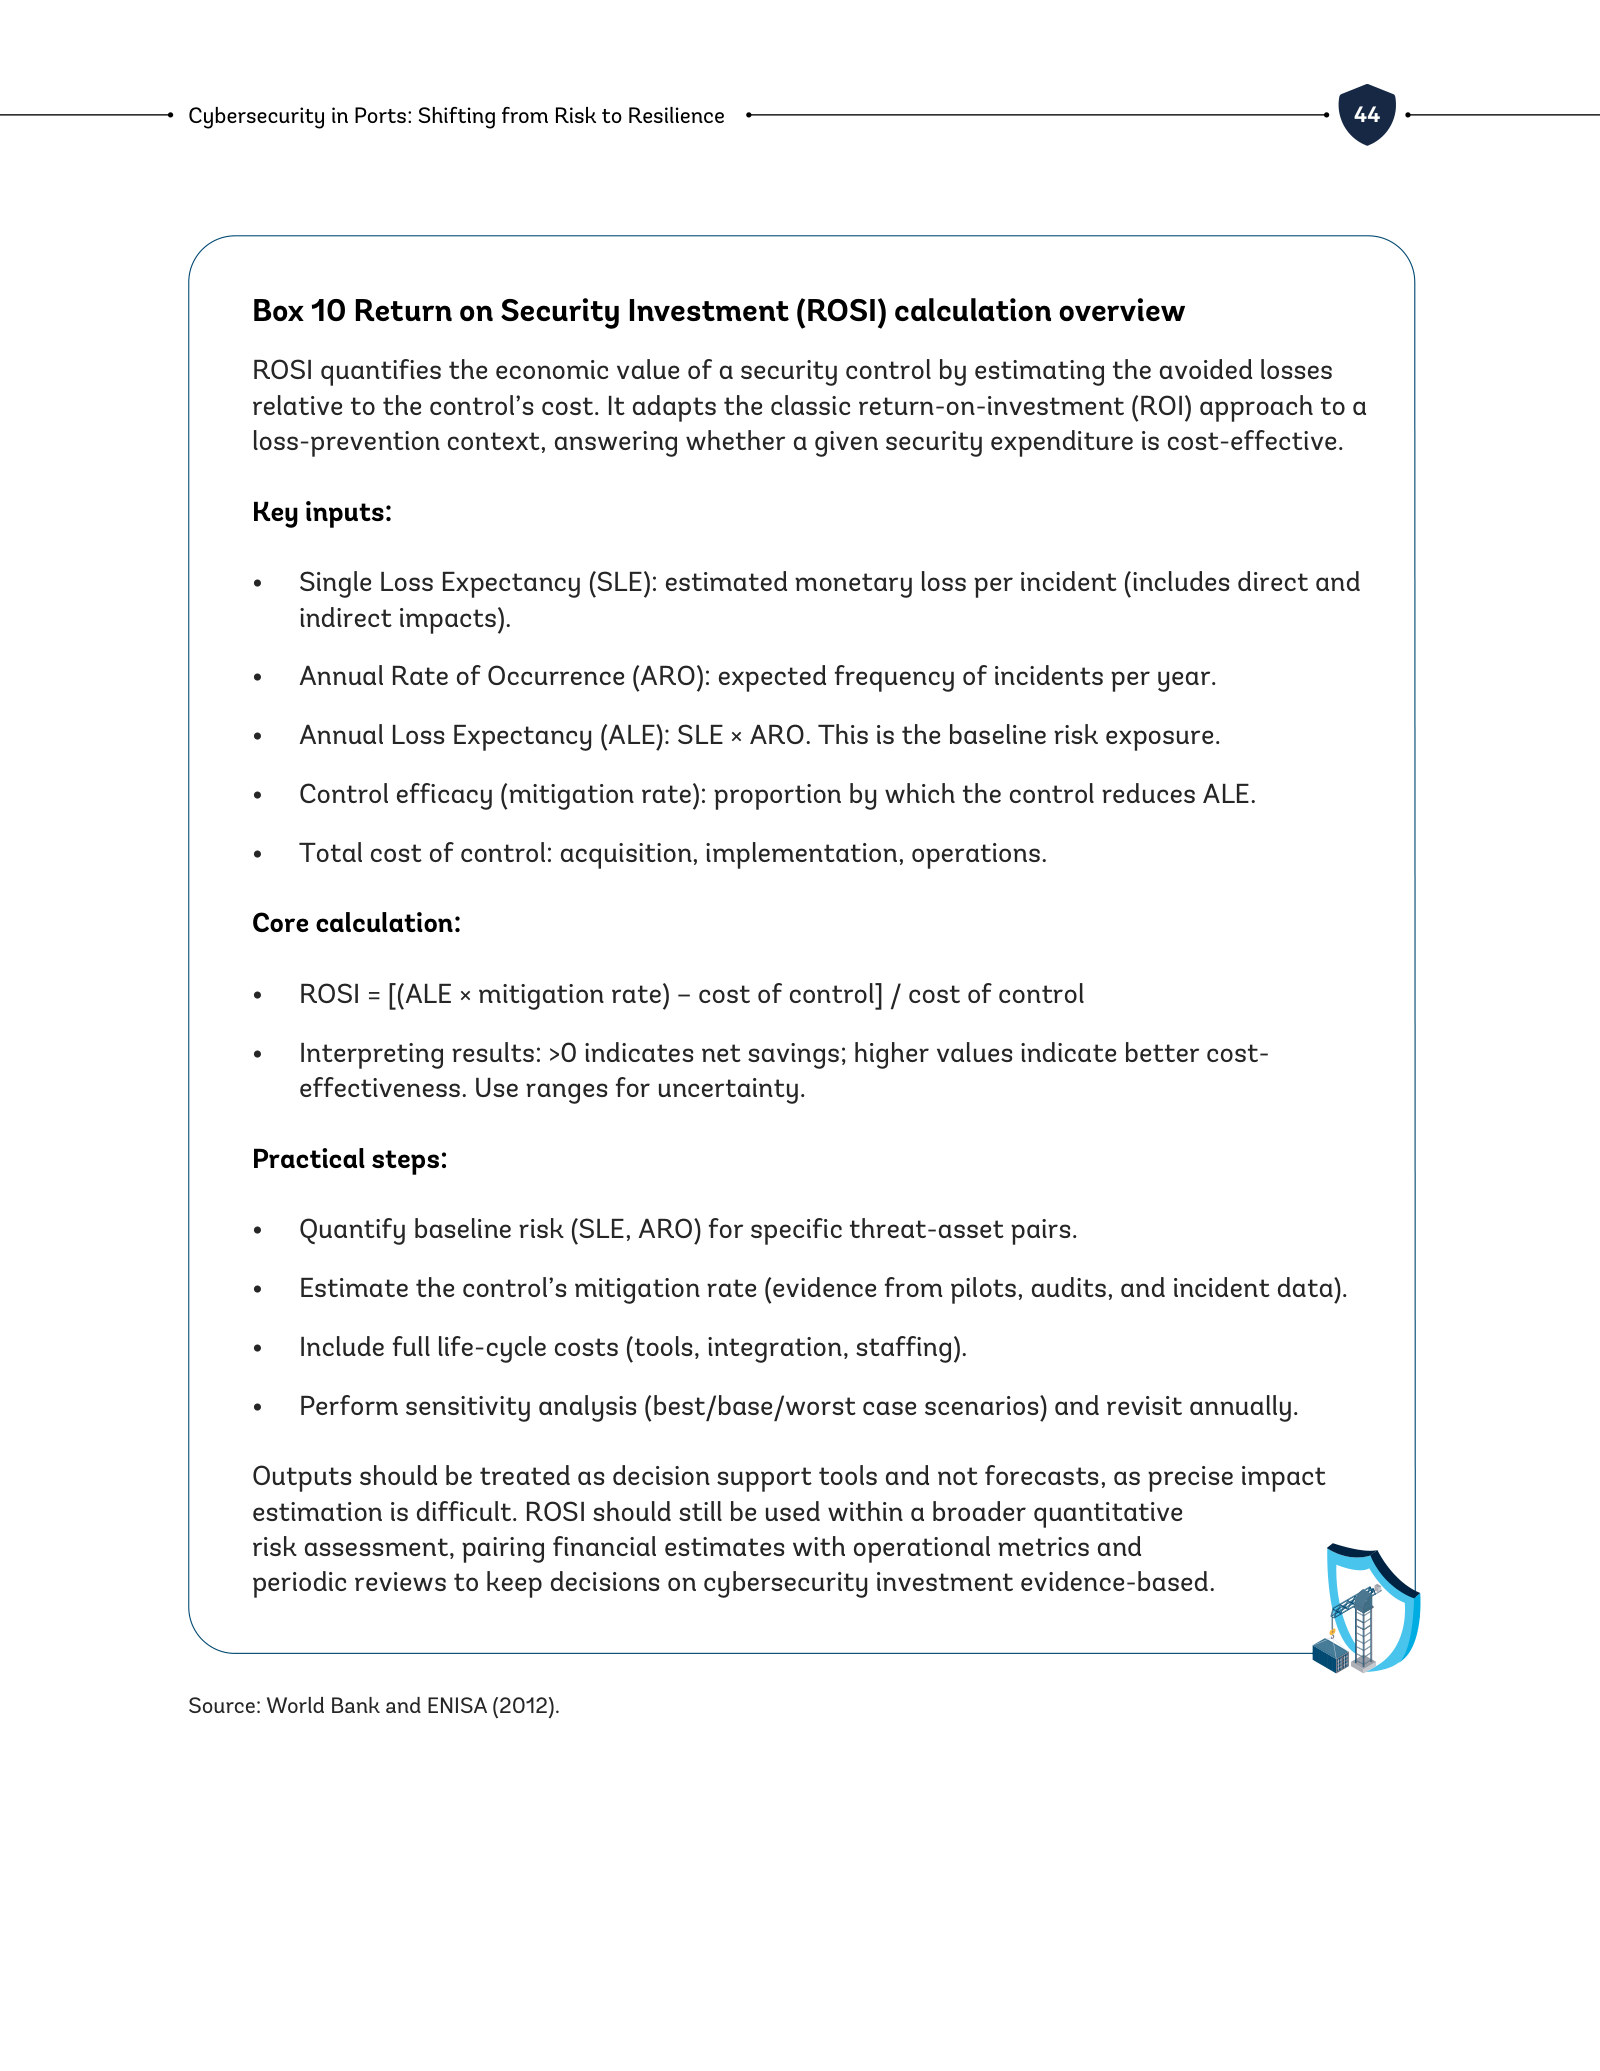 Cybersecurity in Ports: Shifting from Risk to Resilience
44
Box 10 Return on Security Investment (ROSI) calculation overview
ROSI quantifies the economic value of a security control by estimating the avoided losses
relative to the control’s cost. It adapts the classic return-on-investment (ROI) approach to a
loss-prevention context, answering whether a given security expenditure is cost-effective.
Key inputs:
• Single Loss Expectancy (SLE): estimated monetary loss per incident (includes direct and
indirect impacts).
• Annual Rate of Occurrence (ARO): expected frequency of incidents per year.
• Annual Loss Expectancy (ALE): SLE × ARO. This is the baseline risk exposure.
• Control efficacy (mitigation rate): proportion by which the control reduces ALE.
• Total cost of control: acquisition, implementation, operations.
Core calculation:
• ROSI = [(ALE × mitigation rate) – cost of control] / cost of control
• Interpreting results: >0 indicates net savings; higher values indicate better cost-
effectiveness. Use ranges for uncertainty.
Practical steps:
• Quantify baseline risk (SLE, ARO) for specific threat-asset pairs.
• Estimate the control’s mitigation rate (evidence from pilots, audits, and incident data).
• Include full life-cycle costs (tools, integration, staffing).
• Perform sensitivity analysis (best/base/worst case scenarios) and revisit annually.
Outputs should be treated as decision support tools and not forecasts, as precise impact
estimation is difficult. ROSI should still be used within a broader quantitative
risk assessment, pairing financial estimates with operational metrics and
periodic reviews to keep decisions on cybersecurity investment evidence-based.
Source: World Bank and ENISA (2012).